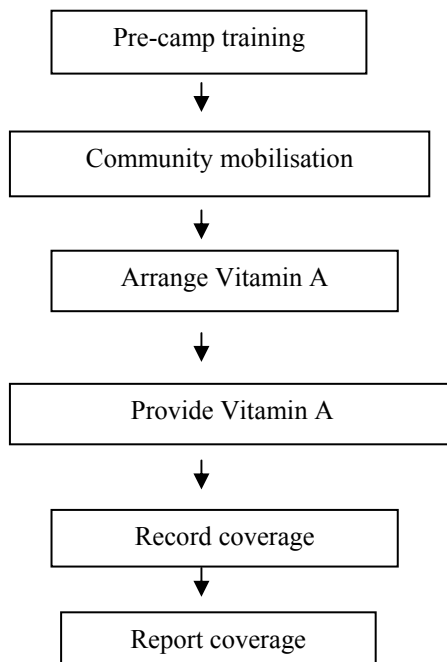 Pre-camp training
Community mobilisation
Arrange Vitamin A
Provide Vitamin A
Record coverage
Report coverage